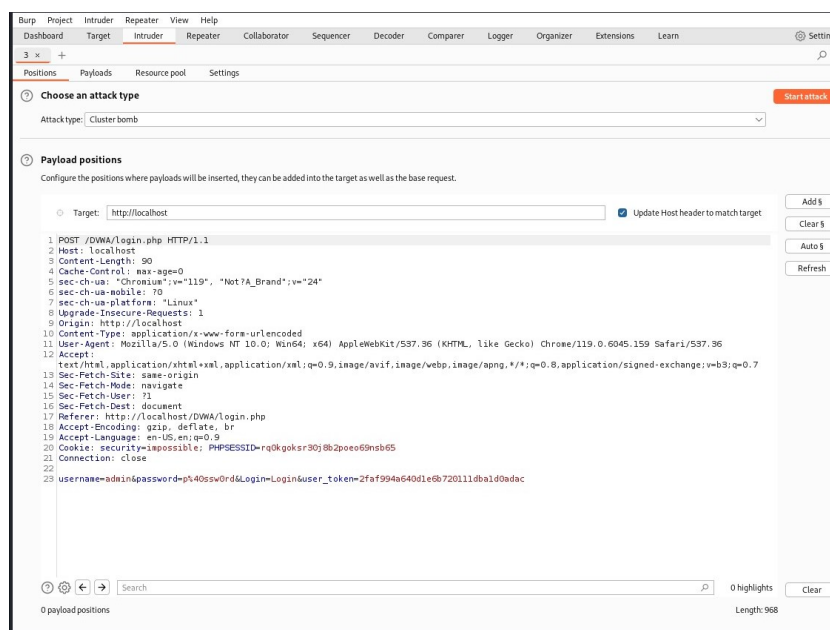 Burp Project Intruder Repeater View Help
Dashboard Target Intruder Repeater Collaborator Sequencer Decoder Comparer Logger Organizer Extensions Learn Settin
3 × +
Positions Payloads Resource pool Settings
? Choose an attack type
Start attack
Attack type: Cluster bomb
? Payload positions
Configure the positions where payloads will be inserted, they can be added into the target as well as the base request.
Add §
Target: http://localhost Update Host header to match target
Clear §
Auto §
Refresh
1 POST /DVWA/login.php HTTP/1.1
2 Host: localhost
3 Content-Length: 90
4 Cache-Control: max-age=0
5 sec-ch-ua: "Chromium";v="119", "Not?A_Brand";v="24"
6 sec-ch-ua-mobile: ?0
7 sec-ch-ua-platform: "Linux"
8 Upgrade-Insecure-Requests: 1
9 Origin: http://localhost
10 Content-Type: application/x-www-form-urlencoded
11 User-Agent: Mozilla/5.0 (Windows NT 10.0; Win64; x64) AppleWebKit/537.36 (KHTML, like Gecko) Chrome/119.0.6045.159 Safari/537.36
12 Accept:
text/html,application/xhtml+xml,application/xml;q=0.9,image/avif,image/webp,image/apng,*/*;q=0.8,application/signed-exchange;v=b3;q=0.7
13 Sec-Fetch-Site: same-origin
14 Sec-Fetch-Mode: navigate
15 Sec-Fetch-User: ?1
16 Sec-Fetch-Dest: document
17 Referer: http://localhost/DVWA/login.php
18 Accept-Encoding: gzip, deflate, br
19 Accept-Language: en-US,en;q=0.9
20 Cookie: security=impossible; PHPSESSID=rq0kgoksr30j8b2poeo69nsb65
21 Connection: close
22
23 username=admin&password=p%40ssw0rd&Login=Login&user_token=2faf994a640d1e6b720111dba1d0adac
? Search 0 highlights Clear
0 payload positions Length: 968